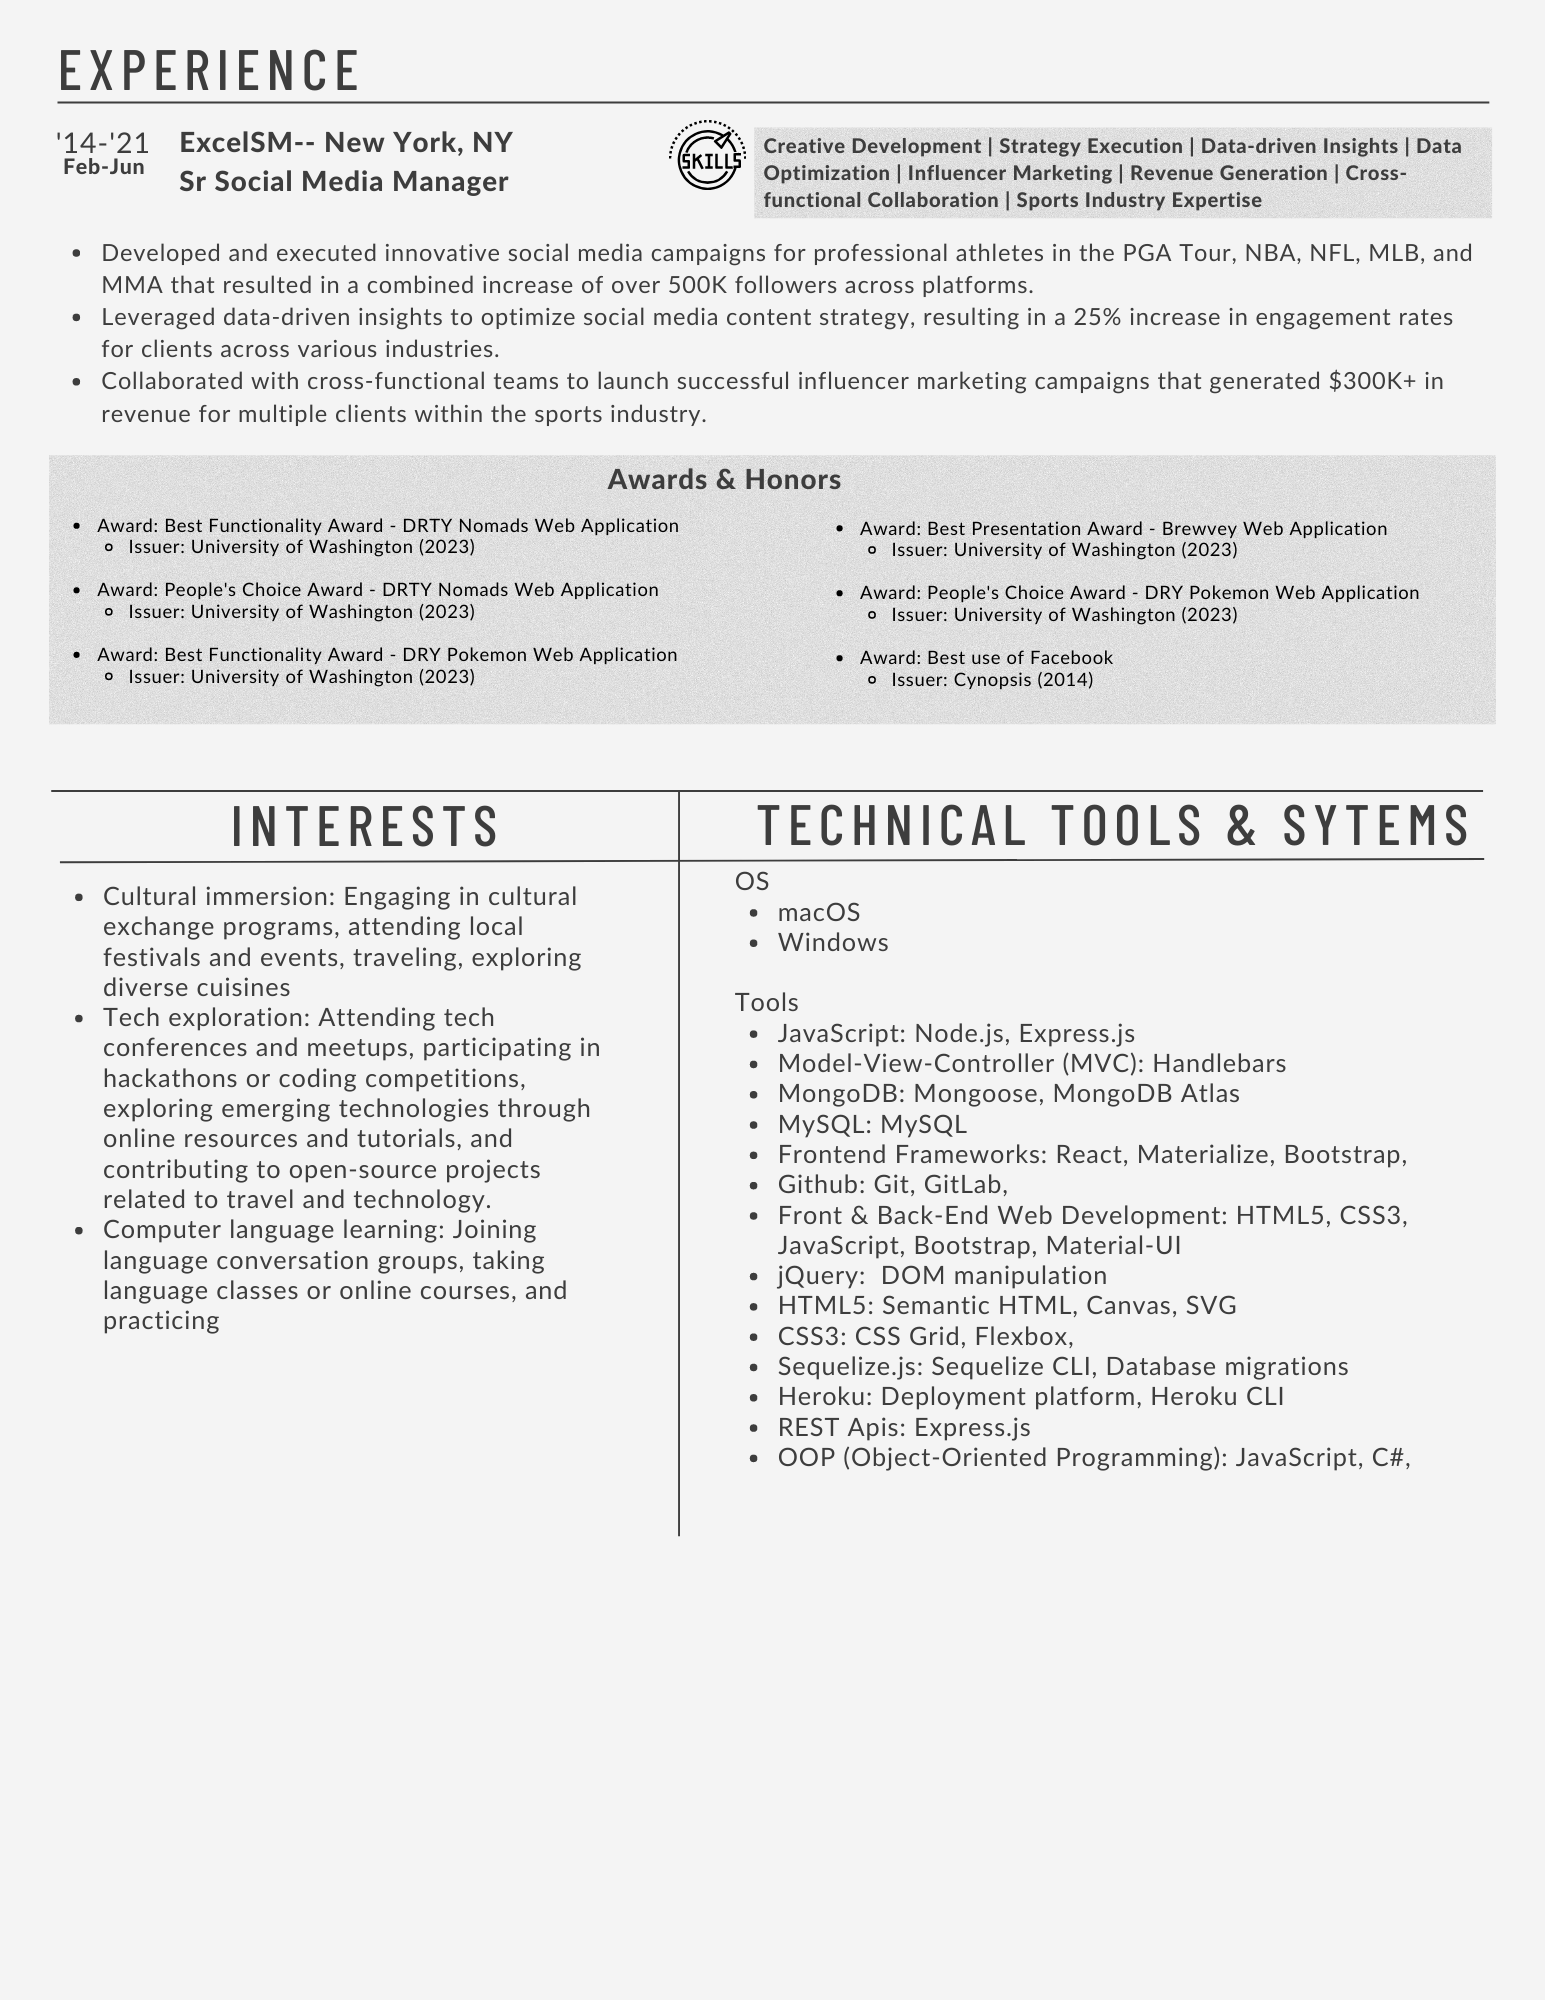 EXPERIENCE
'14-'21
Feb-Jun
ExcelSM-- New York, NY
Sr Social Media Manager
SKILLS
Creative Development | Strategy Execution | Data-driven Insights | Data
Optimization | Influencer Marketing | Revenue Generation | Cross-
functional Collaboration | Sports Industry Expertise
• Developed and executed innovative social media campaigns for professional athletes in the PGA Tour, NBA, NFL, MLB, and
MMA that resulted in a combined increase of over 500K followers across platforms.
• Leveraged data-driven insights to optimize social media content strategy, resulting in a 25% increase in engagement rates
for clients across various industries.
• Collaborated with cross-functional teams to launch successful influencer marketing campaigns that generated $300K+ in
revenue for multiple clients within the sports industry.
Awards & Honors
• Award: Best Functionality Award - DRTY Nomads Web Application
Issuer: University of Washington (2023)
• Award: People's Choice Award - DRTY Nomads Web Application
Issuer: University of Washington (2023)
• Award: Best Functionality Award - DRY Pokemon Web Application
Issuer: University of Washington (2023)
• Award: Best Presentation Award - Brewvey Web Application
Issuer: University of Washington (2023)
• Award: People's Choice Award - DRY Pokemon Web Application
Issuer: University of Washington (2023)
• Award: Best use of Facebook
Issuer: Cynopsis (2014)
INTERESTS
• Cultural immersion: Engaging in cultural
exchange programs, attending local
festivals and events, traveling, exploring
diverse cuisines
• Tech exploration: Attending tech
conferences and meetups, participating in
hackathons or coding competitions,
exploring emerging technologies through
online resources and tutorials, and
contributing to open-source projects
related to travel and technology.
• Computer language learning: Joining
language conversation groups, taking
language classes or online courses, and
practicing
TECHNICAL TOOLS & SYTEMS
OS
• macOS
• Windows
Tools
• JavaScript: Node.js, Express.js
• Model-View-Controller (MVC): Handlebars
• MongoDB: Mongoose, MongoDB Atlas
• MySQL: MySQL
• Frontend Frameworks: React, Materialize, Bootstrap,
• Github: Git, GitLab,
• Front & Back-End Web Development: HTML5, CSS3,
JavaScript, Bootstrap, Material-UI
• jQuery:  DOM manipulation
• HTML5: Semantic HTML, Canvas, SVG
• CSS3: CSS Grid, Flexbox,
• Sequelize.js: Sequelize CLI, Database migrations
• Heroku: Deployment platform, Heroku CLI
• REST Apis: Express.js
• OOP (Object-Oriented Programming): JavaScript, C#,